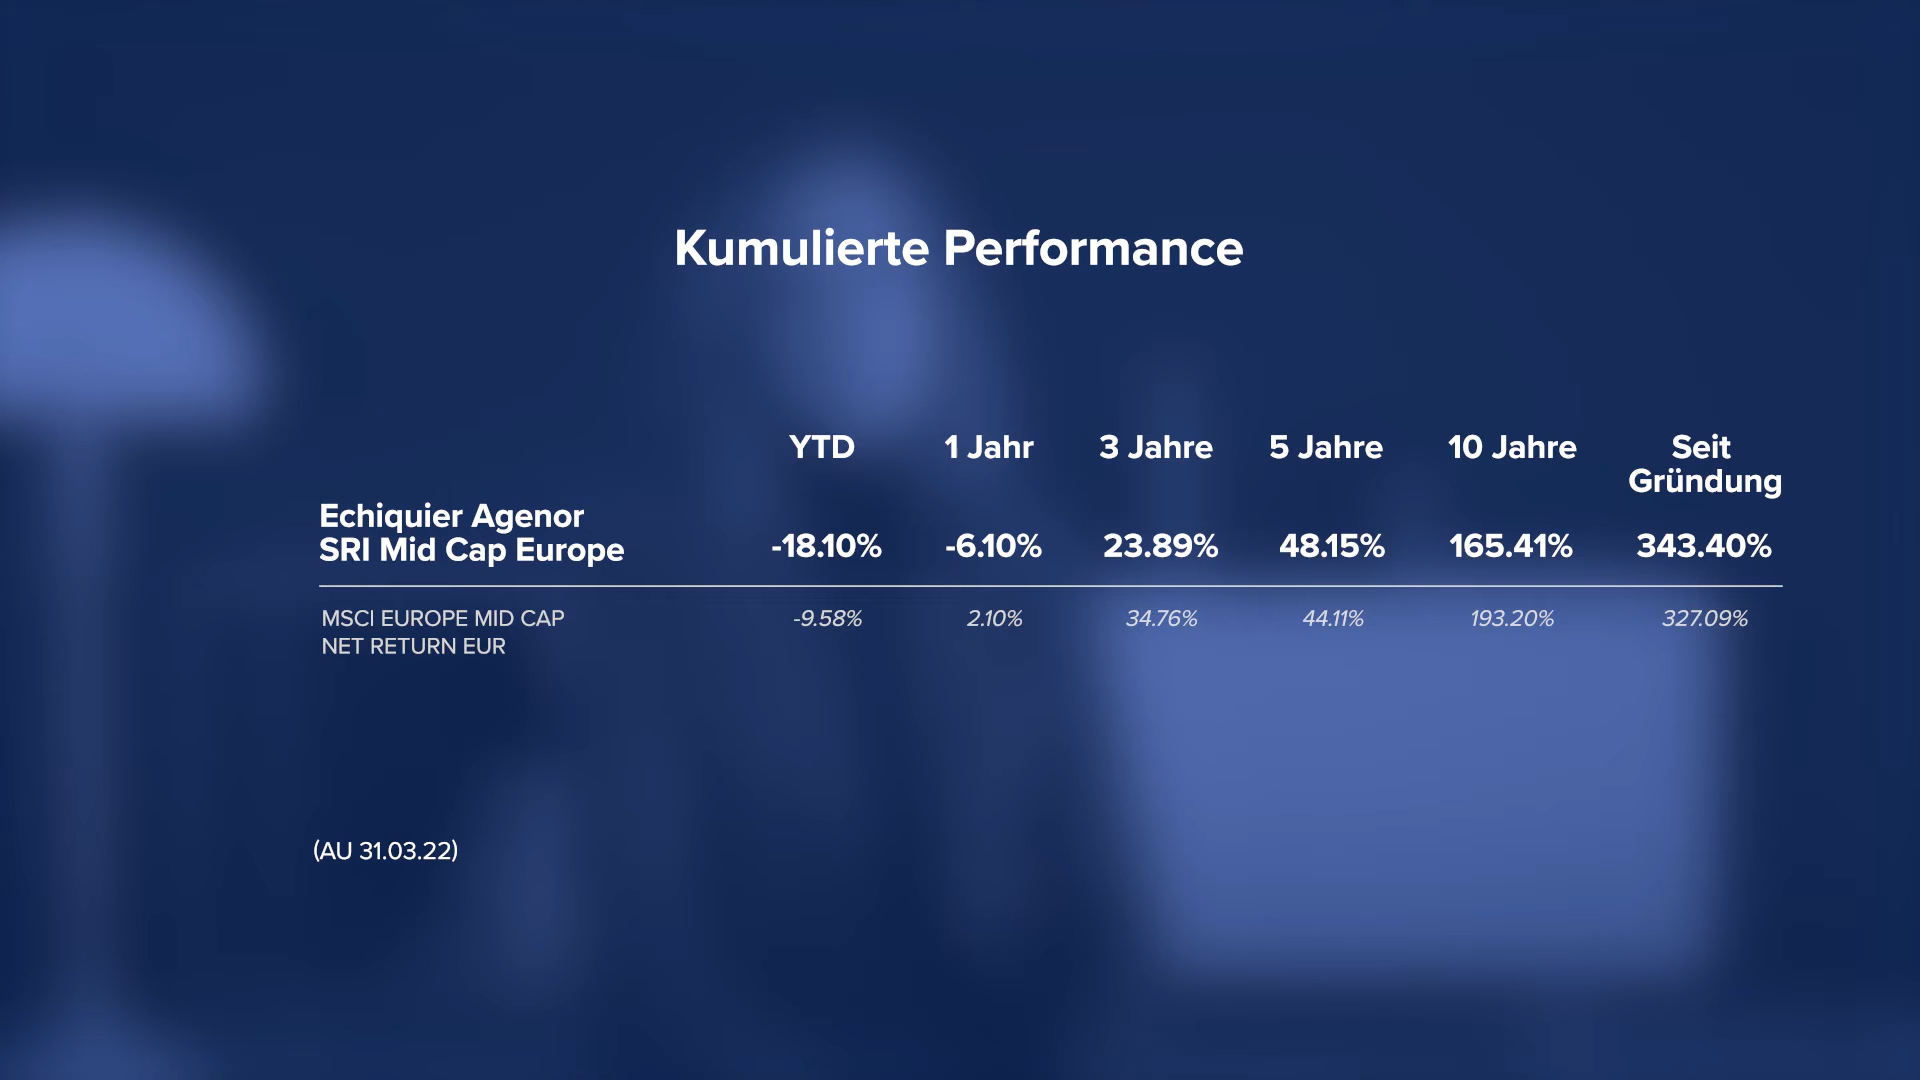 Kumulierte Performance
YTD 1 Jahr 3 Jahre 5 Jahre 10 Jahre Seit
Gründung
Echiquier Agenor
SRI Mid Cap Europe -18.10% -6.10% 23.89% 48.15% 165.41% 343.40%
MSCI EUROPE MID CAP -9.58% 2.10% 34.76% 44.11% 193.20% 327.09%
NET RETURN EUR
(AU 31.03.22)